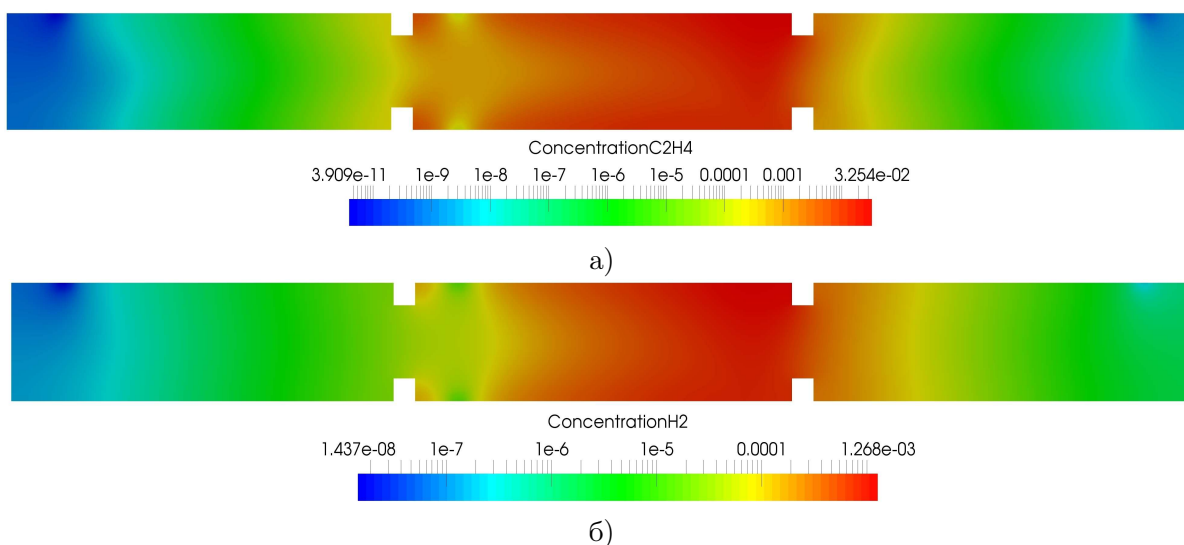 ConcentrationC2H4
3.909e-11 1e-9 1e-8 1e-7 1e-6 1e-5 0.0001 0.001 3.254e-02
а)
ConcentrationH2
1.437e-08 1e-7 1e-6 1e-5 0.0001 1.268e-03
б)